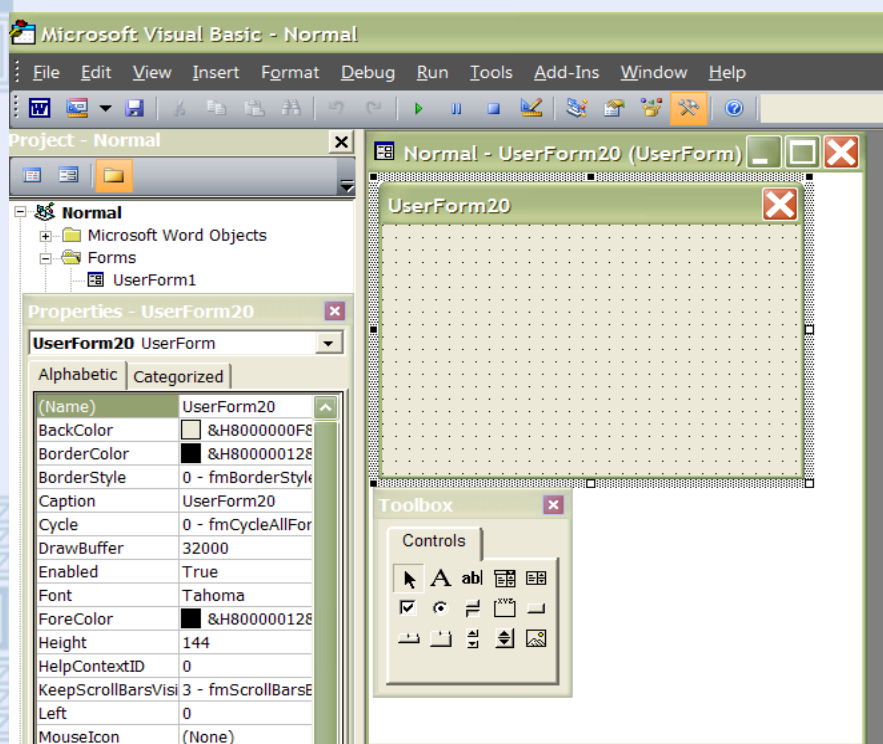 Microsoft Visual Basic - Normal
File Edit View Insert Format Debug Run Tools Add-Ins Window Help
Project - Normal
Normal
Microsoft Word Objects
Forms
UserForm1
Properties - UserForm20
UserForm20 UserForm
Alphabetic Categorized
(Name) UserForm20
BackColor &H8000000F&
BorderColor &H80000012&
BorderStyle 0 - fmBorderStyle
Caption UserForm20
Cycle 0 - fmCycleAllFor
DrawBuffer 32000
Enabled True
Font Tahoma
ForeColor &H80000012&
Height 144
HelpContextID 0
KeepScrollBarsVisi 3 - fmScrollBarsB
Left 0
MouseIcon (None)
Normal - UserForm20 (UserForm)
UserForm20
Toolbox
Controls
A abl
XYZ